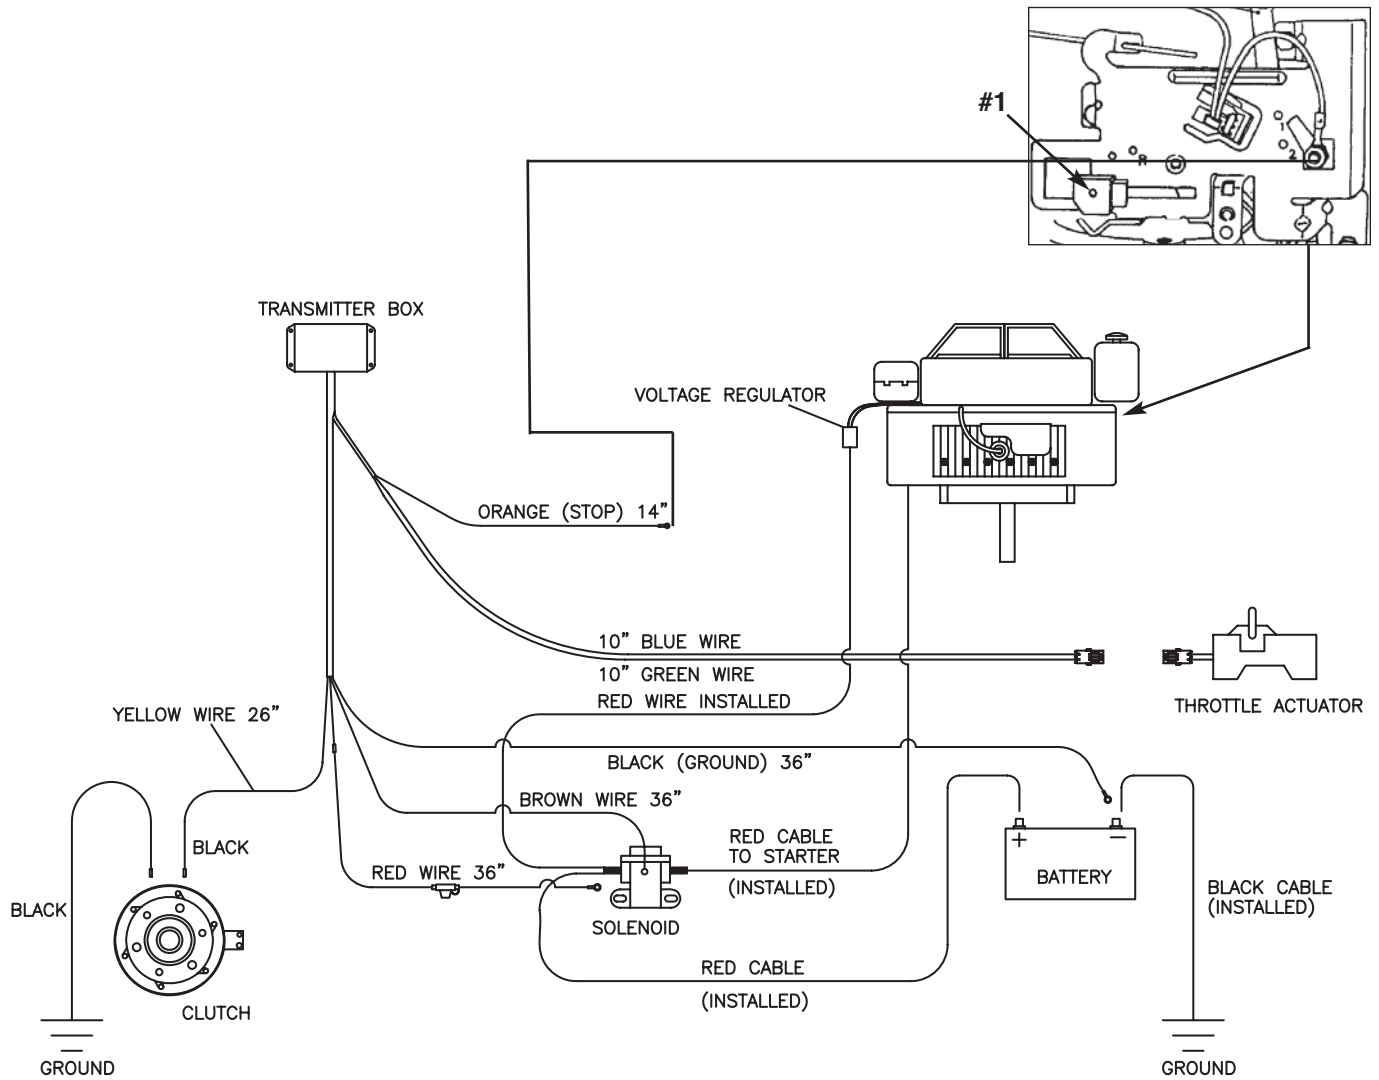 #1
1
2
TRANSMITTER BOX
VOLTAGE REGULATOR
ORANGE (STOP) 14”
10” BLUE WIRE
10” GREEN WIRE
RED WIRE INSTALLED
THROTTLE ACTUATOR
YELLOW WIRE 26”
BLACK (GROUND) 36”
BROWN WIRE 36”
BLACK
RED CABLE
TO STARTER
(INSTALLED)
+
−
BATTERY
RED WIRE 36”
BLACK
BLACK CABLE
(INSTALLED)
SOLENOID
RED CABLE
(INSTALLED)
CLUTCH
GROUND
GROUND